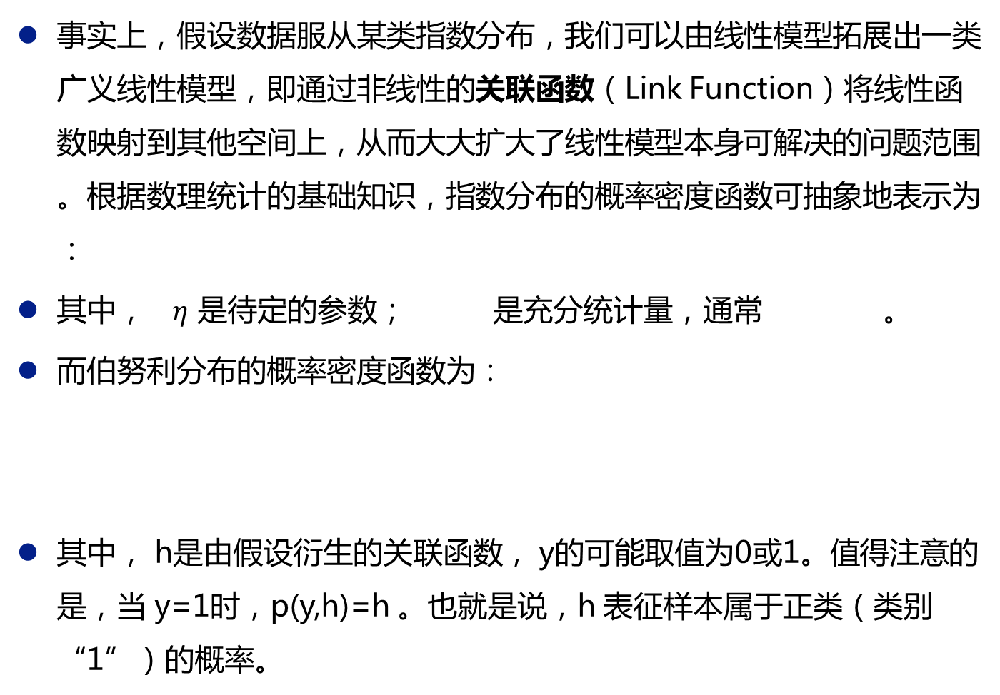 事实上，假设数据服从某类指数分布，我们可以由线性模型拓展出一类
广义线性模型，即通过非线性的关联函数（Link Function）将线性函
数映射到其他空间上，从而大大扩大了线性模型本身可解决的问题范围
。根据数理统计的基础知识，指数分布的概率密度函数可抽象地表示为
：
其中， η 是待定的参数； 是充分统计量，通常 。
而伯努利分布的概率密度函数为：
其中， h是由假设衍生的关联函数， y的可能取值为0或1。值得注意的
是，当 y=1时，p(y,h)=h 。也就是说，h 表征样本属于正类（类别
“1” ）的概率。